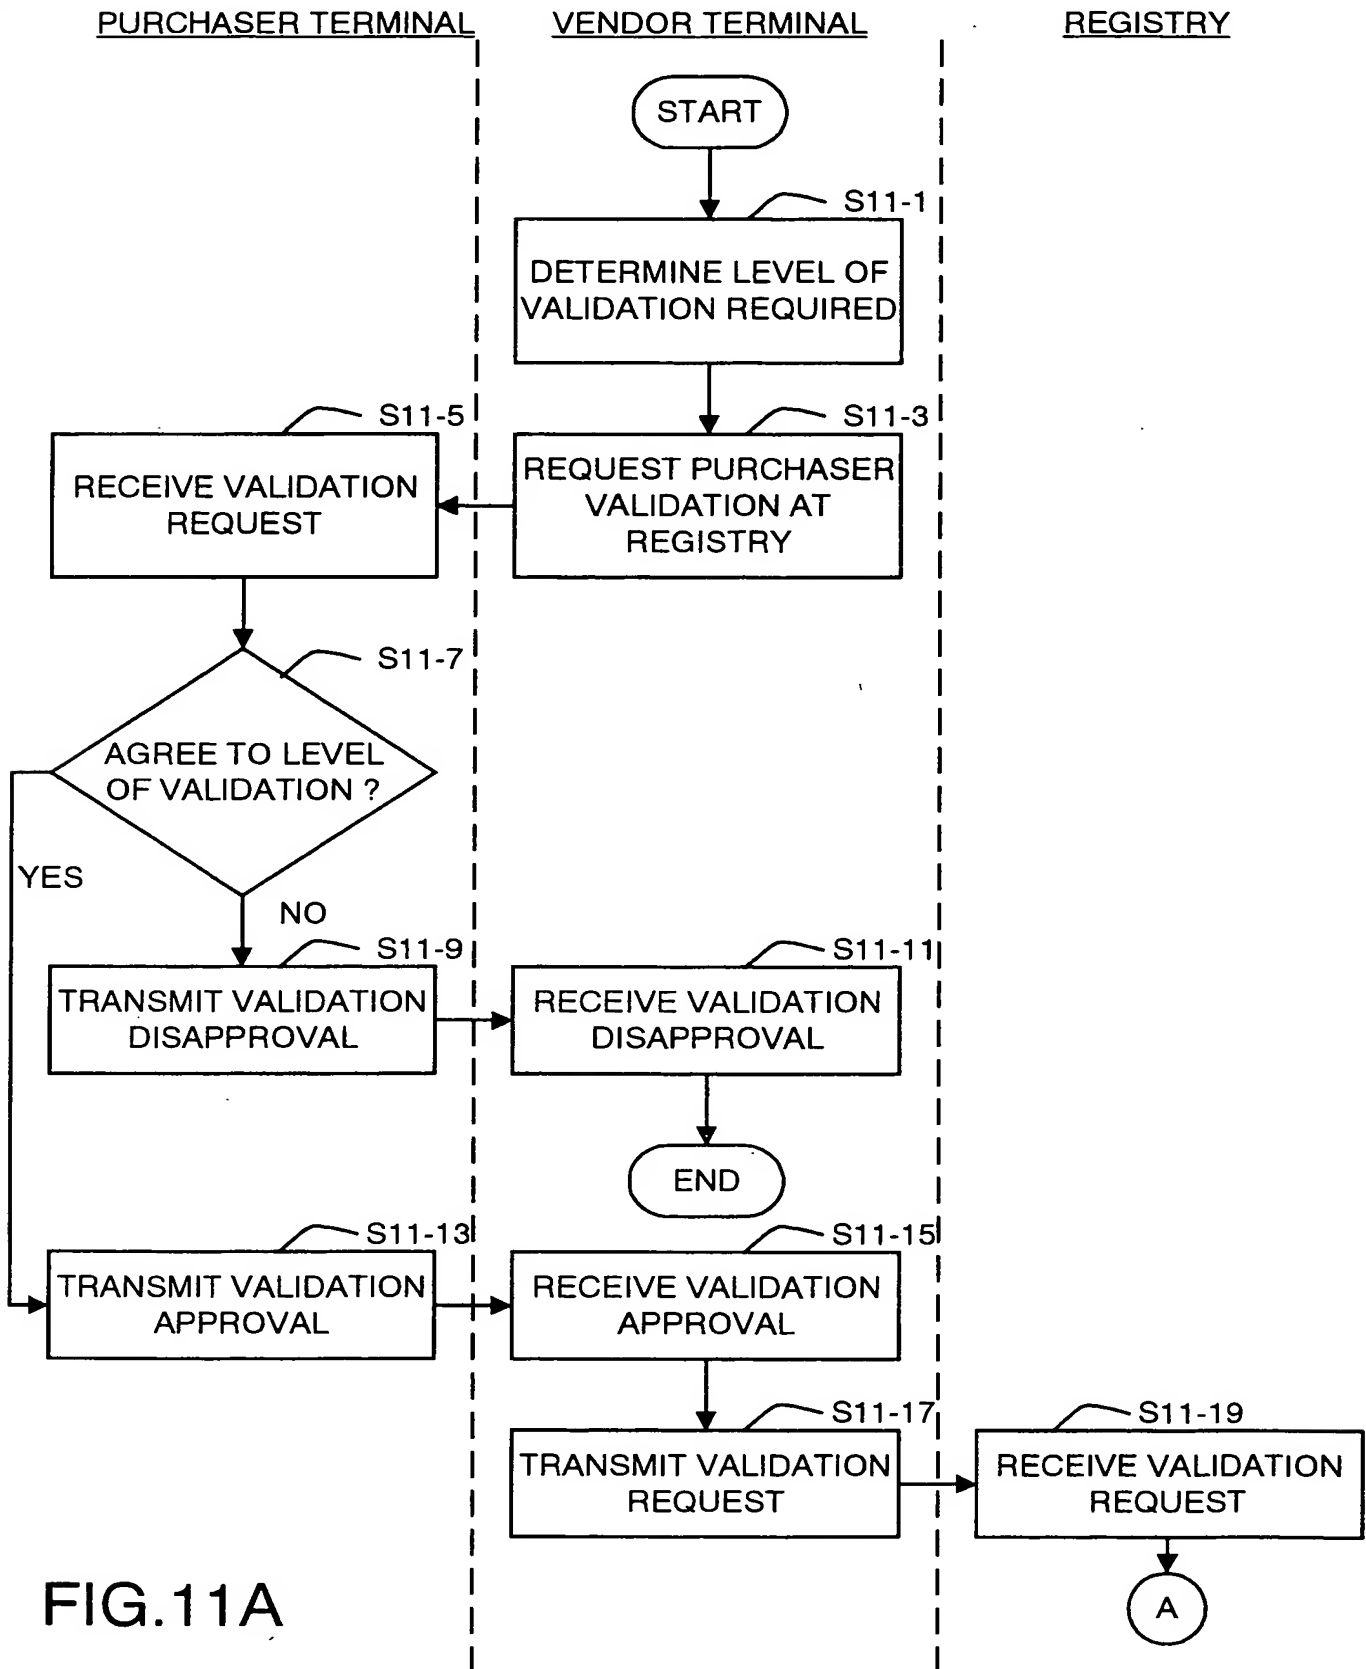 PURCHASER TERMINAL
VENDOR TERMINAL
REGISTRY
START
S11-1
DETERMINE LEVEL OF
VALIDATION REQUIRED
S11-3
REQUEST PURCHASER
VALIDATION AT
REGISTRY
S11-5
RECEIVE VALIDATION
REQUEST
S11-7
AGREE TO LEVEL
OF VALIDATION ?
YES
NO
S11-9
TRANSMIT VALIDATION
DISAPPROVAL
S11-11
RECEIVE VALIDATION
DISAPPROVAL
END
S11-13
TRANSMIT VALIDATION
APPROVAL
S11-15
RECEIVE VALIDATION
APPROVAL
S11-17
TRANSMIT VALIDATION
REQUEST
S11-19
RECEIVE VALIDATION
REQUEST
A
FIG.11A